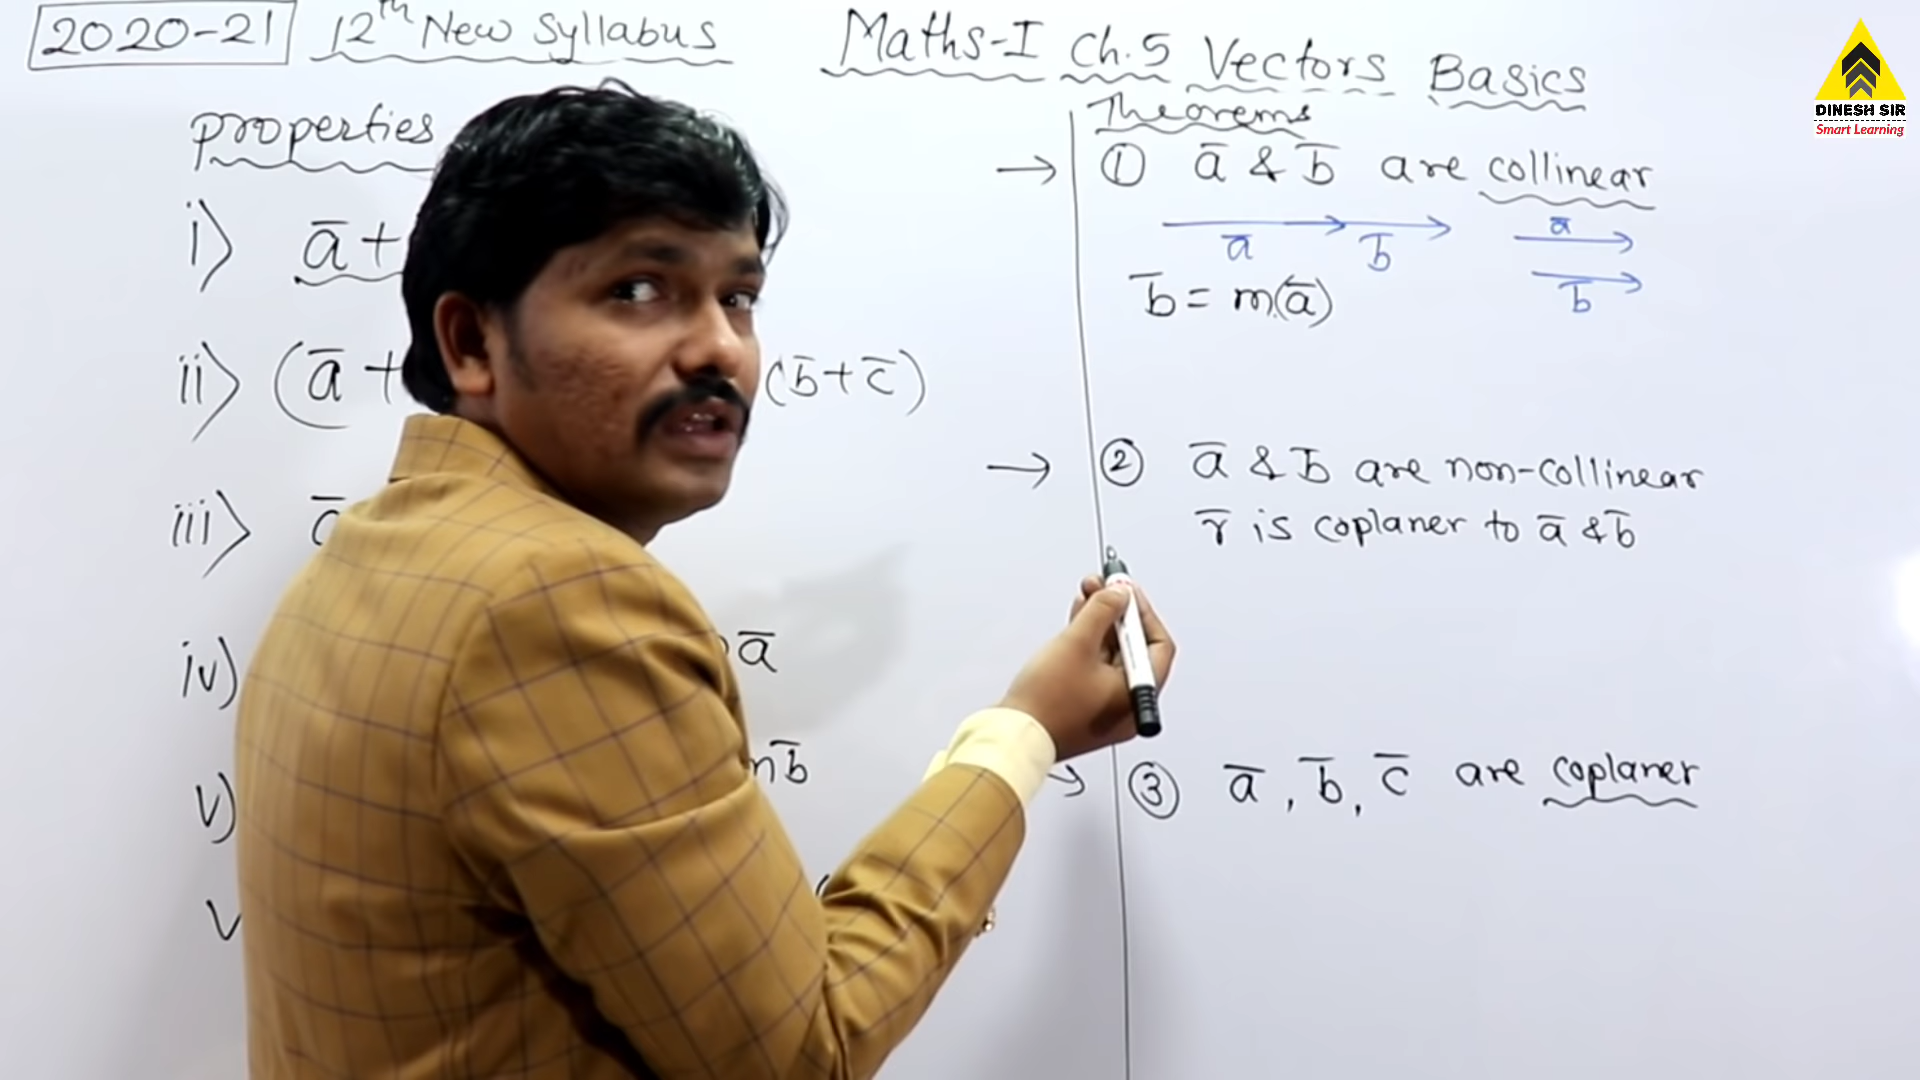 2020-21 12th New Syllabus Maths-I Ch.5 Vectors Basics
DINESH SIR
Smart Learning
properties
i) a̅ +
ii) (a̅ + (b̅ + c̅)
iii)
iv) a̅
v) b̅
Theorems
→ ① a̅ & b̅ are collinear
a̅ b̅
a̅
b̅
b̅ = m(a̅)
→ ② a̅ & b̅ are non-collinear
r̅ is coplaner to a̅ & b̅
③ a̅, b̅, c̅ are coplaner